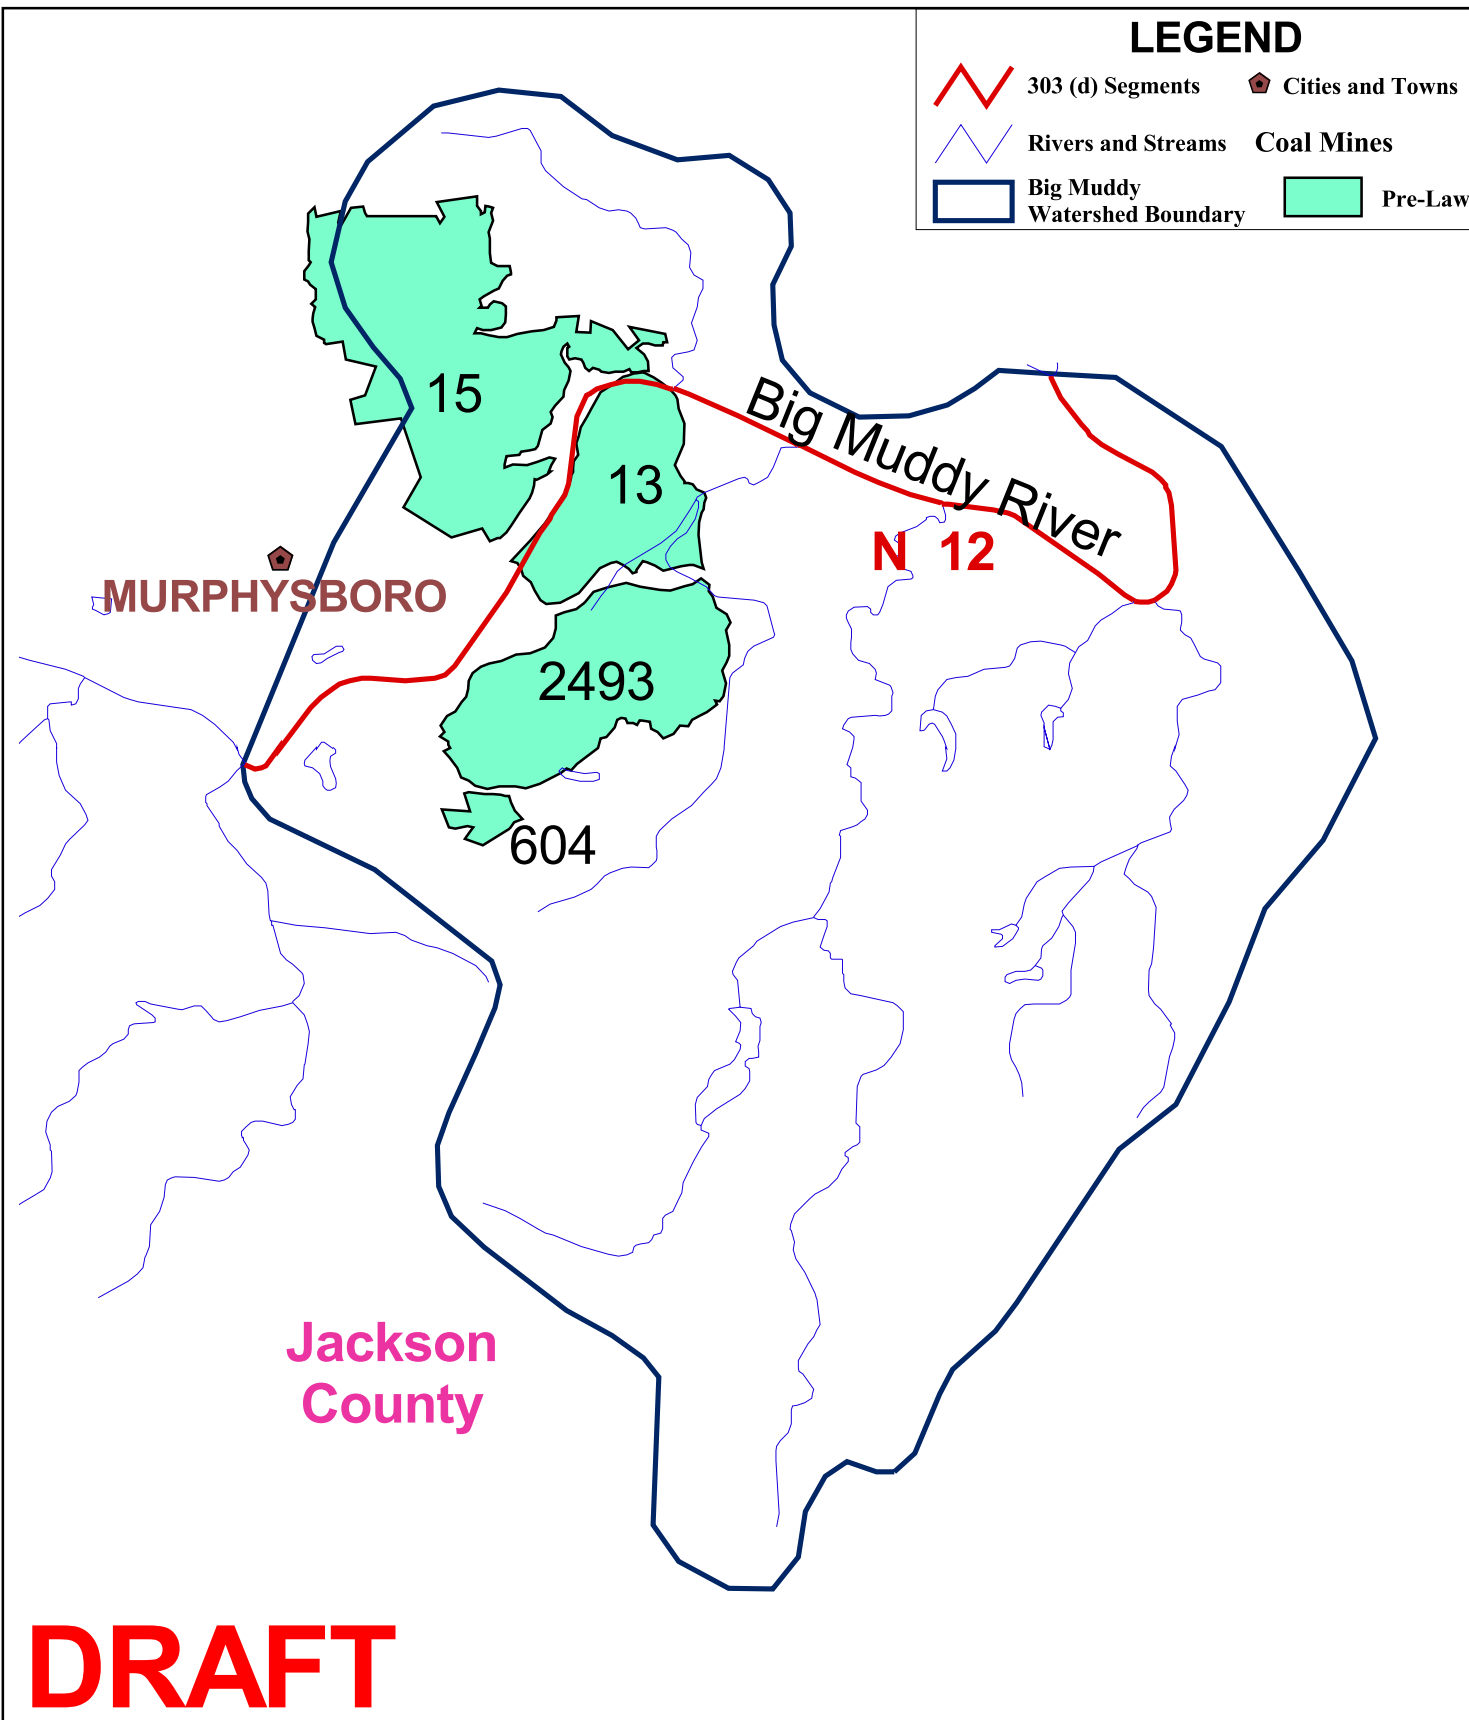 LEGEND
303 (d) Segments
Cities and Towns
Rivers and Streams
Coal Mines
Big Muddy
Watershed Boundary
Pre-Law
15
Big Muddy River
13
N 12
MURPHYSBORO
2493
604
Jackson
County
DRAFT